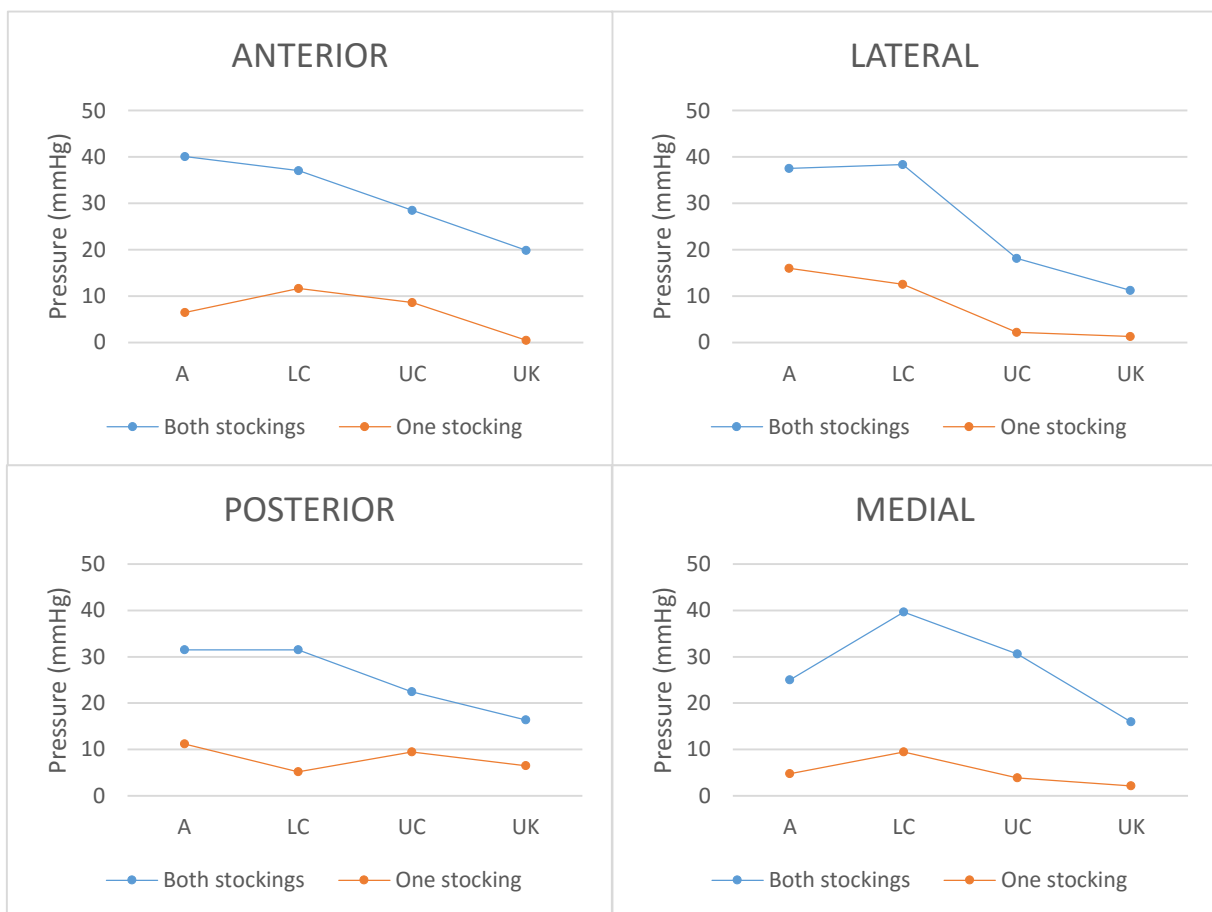 ANTERIOR
Pressure (mmHg)
50
40
30
20
10
0
A LC UC UK
Both stockings One stocking
LATERAL
Pressure (mmHg)
50
40
30
20
10
0
A LC UC UK
Both stockings One stocking
POSTERIOR
Pressure (mmHg)
50
40
30
20
10
0
A LC UC UK
Both stockings One stocking
MEDIAL
Pressure (mmHg)
50
40
30
20
10
0
A LC UC UK
Both stockings One stocking